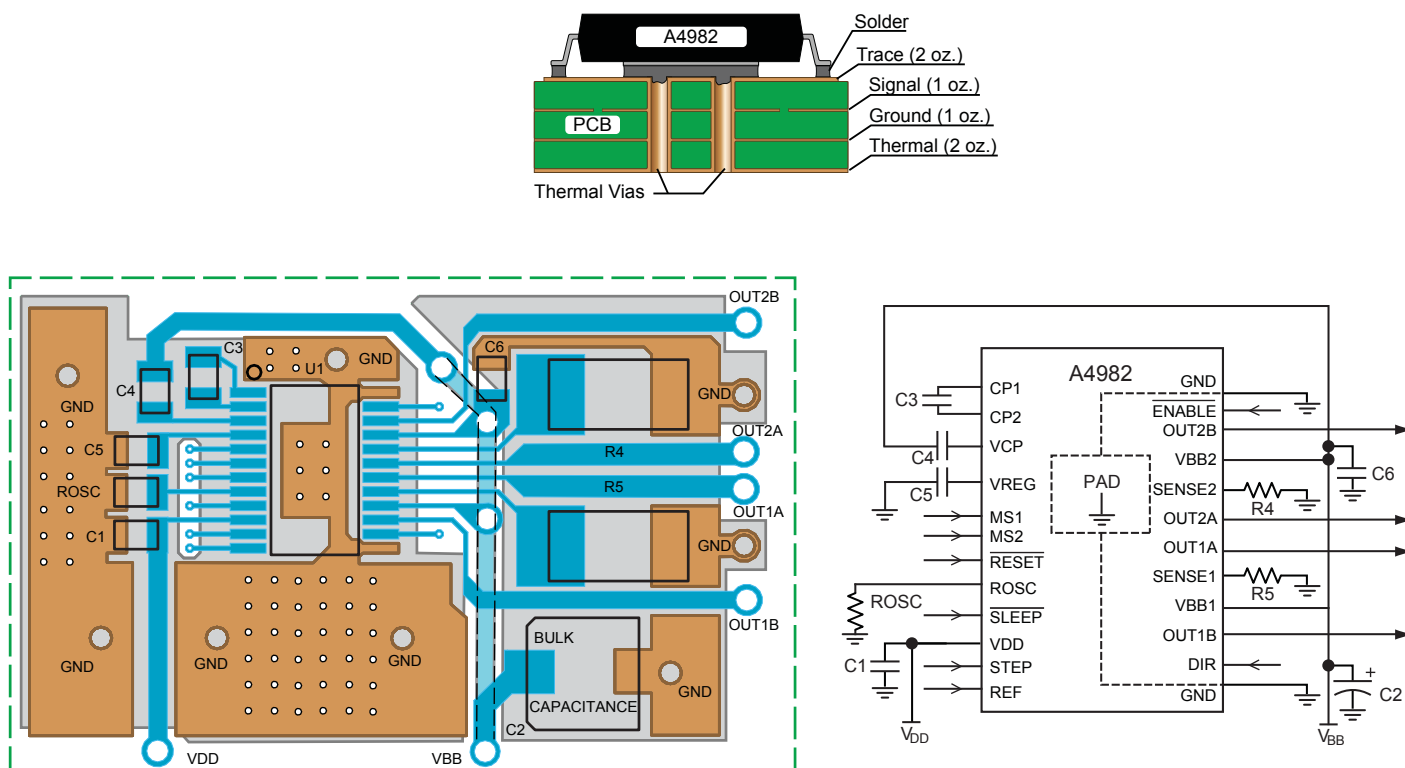 A4982
Solder
Trace (2 oz.)
Signal (1 oz.)
Ground (1 oz.)
Thermal (2 oz.)
PCB
Thermal Vias
OUT2B
C3
U1
GND
C6
C4
GND
GND
OUT2A
C5
R4
ROSC
R5
OUT1A
C1
GND
OUT1B
BULK
GND
GND
GND
GND
CAPACITANCE
C2
VDD
VBB
A4982
CP1
CP2
VCP
VREG
MS1
MS2
RESET
ROSC
SLEEP
VDD
STEP
REF
PAD
GND
ENABLE
OUT2B
VBB2
SENSE2
OUT2A
OUT1A
SENSE1
VBB1
OUT1B
DIR
GND
C3
C4
C5
ROSC
C1
VDD
C6
R4
R5
+
C2
VBB